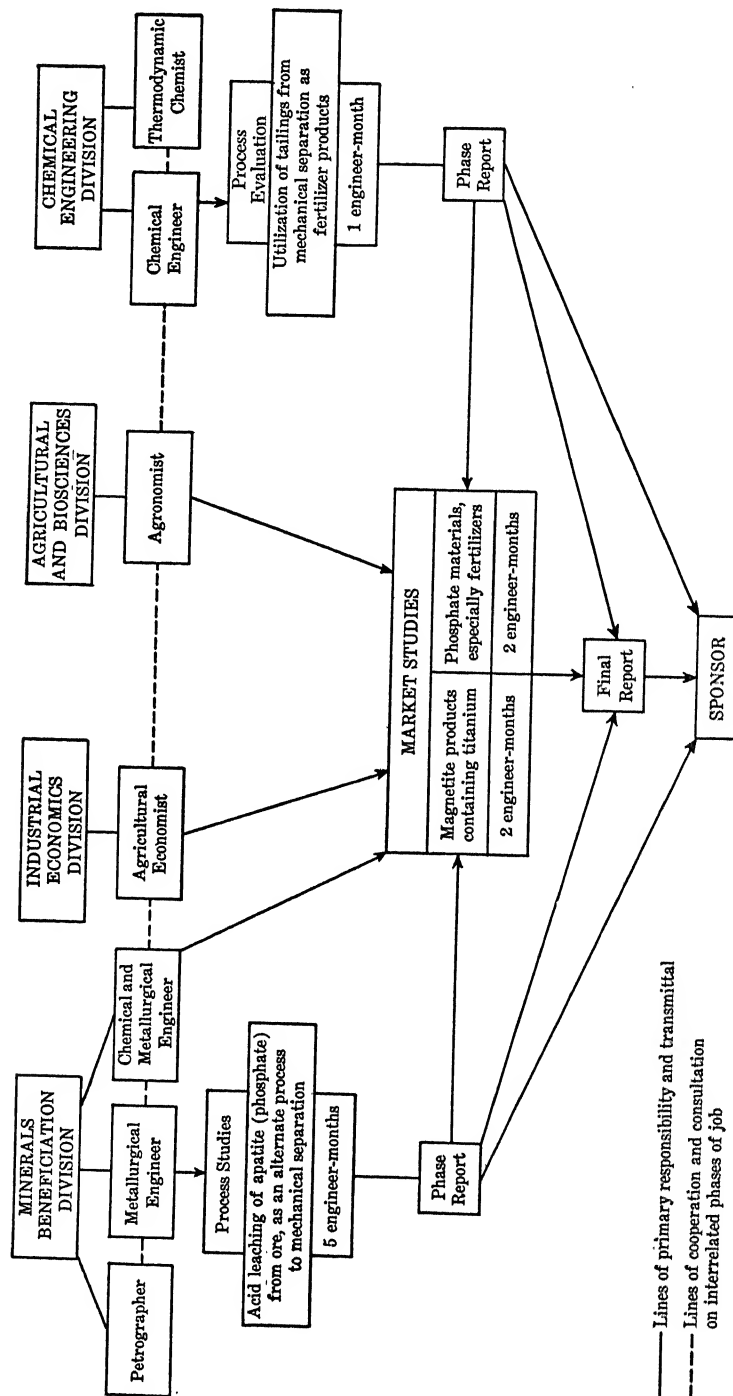 MINERALS
BENEFICIATION
DIVISION
INDUSTRIAL
ECONOMICS
DIVISION
AGRICULTURAL
AND BIOSCIENCES
DIVISION
CHEMICAL
ENGINEERING
DIVISION
Petrographer
Metallurgical
Engineer
Chemical and
Metallurgical
Engineer
Agricultural
Economist
Agronomist
Chemical
Engineer
Thermodynamic
Chemist
Process Studies
Acid leaching of apatite (phosphate)
from ore, as an alternate process
to mechanical separation
5 engineer-months
Process
Evaluation
Utilization of tailings from
mechanical separation as
fertilizer products
1 engineer-month
MARKET STUDIES
Magnetite products
containing titanium
2 engineer-months
Phosphate materials,
especially fertilizers
2 engineer-months
Phase
Report
Phase
Report
Final
Report
SPONSOR
Lines of primary responsibility and transmittal
Lines of cooperation and consultation
on interrelated phases of job